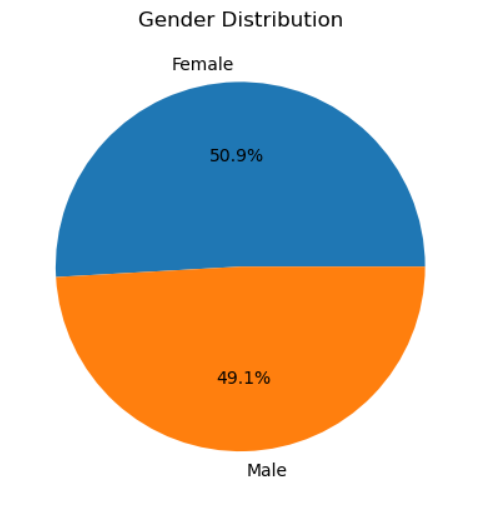 Gender Distribution
Female
50.9%
49.1%
Male